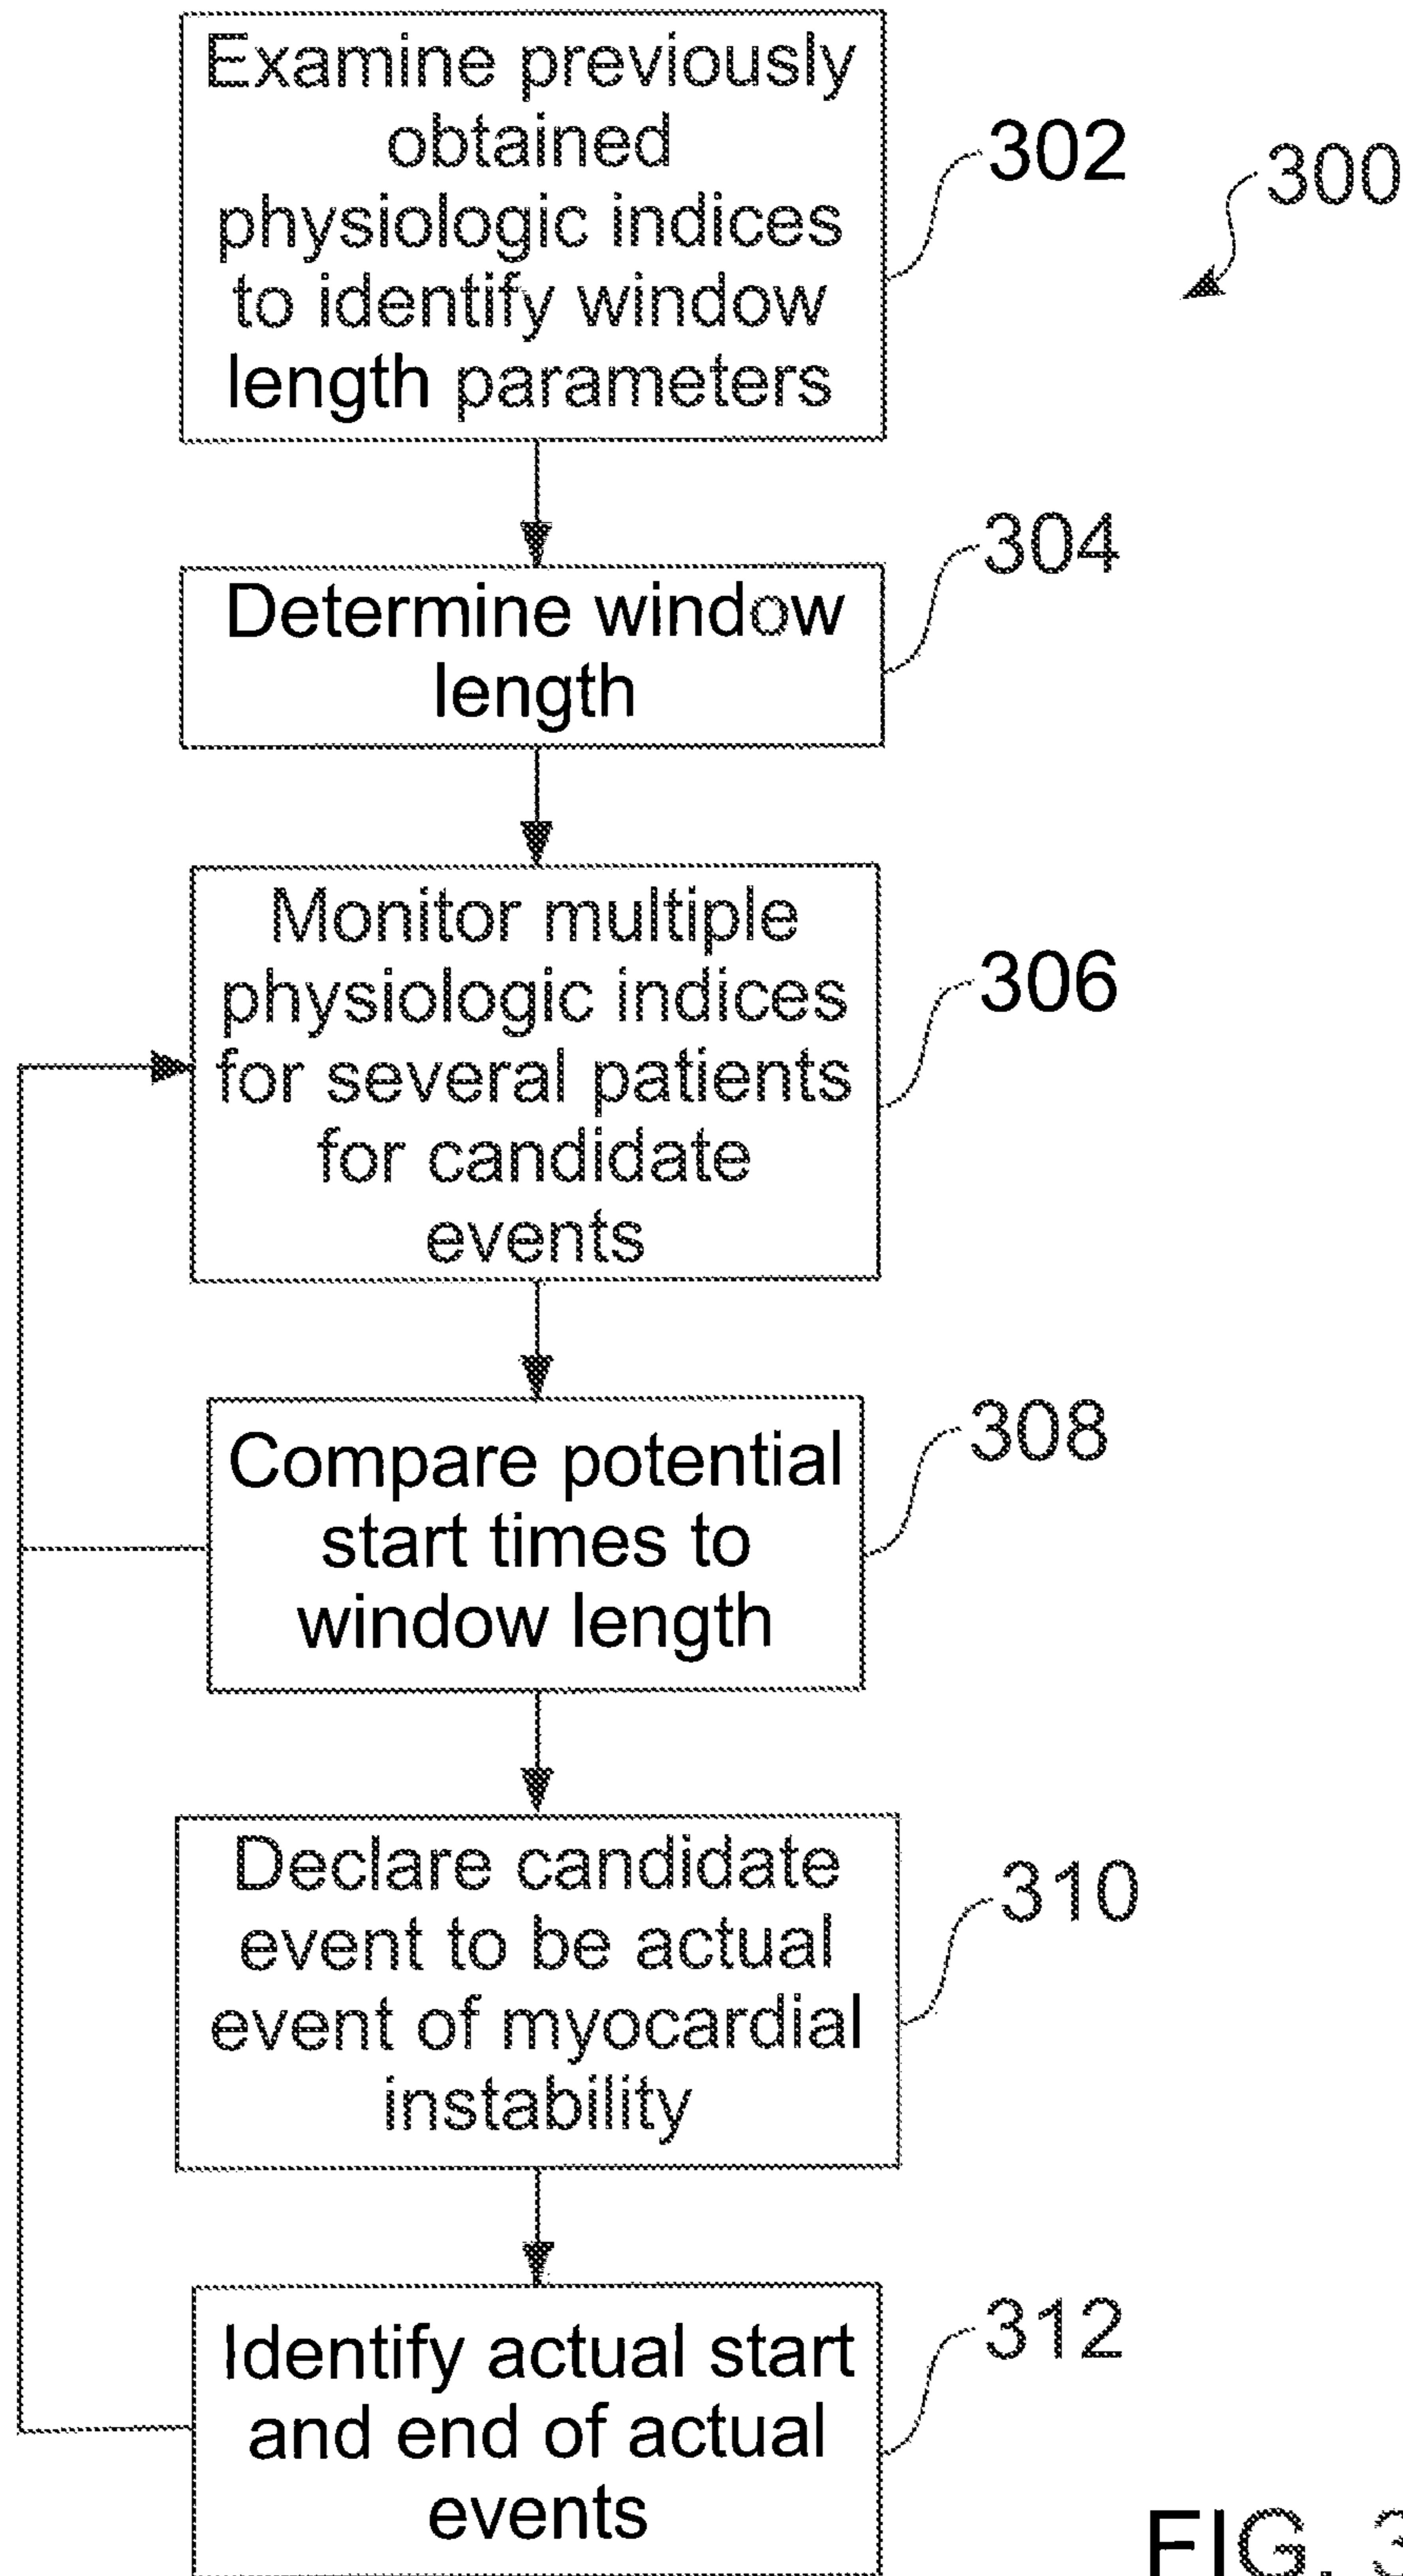 Examine previously
obtained
physiologic indices
to identify window
length parameters
302
300
Determine window
length
304
Monitor multiple
physiologic indices
for several patients
for candidate
events
306
Compare potential
start times to
window length
308
Declare candidate
event to be actual
event of myocardial
instability
310
Identify actual start
and end of actual
events
312
FIG. 3